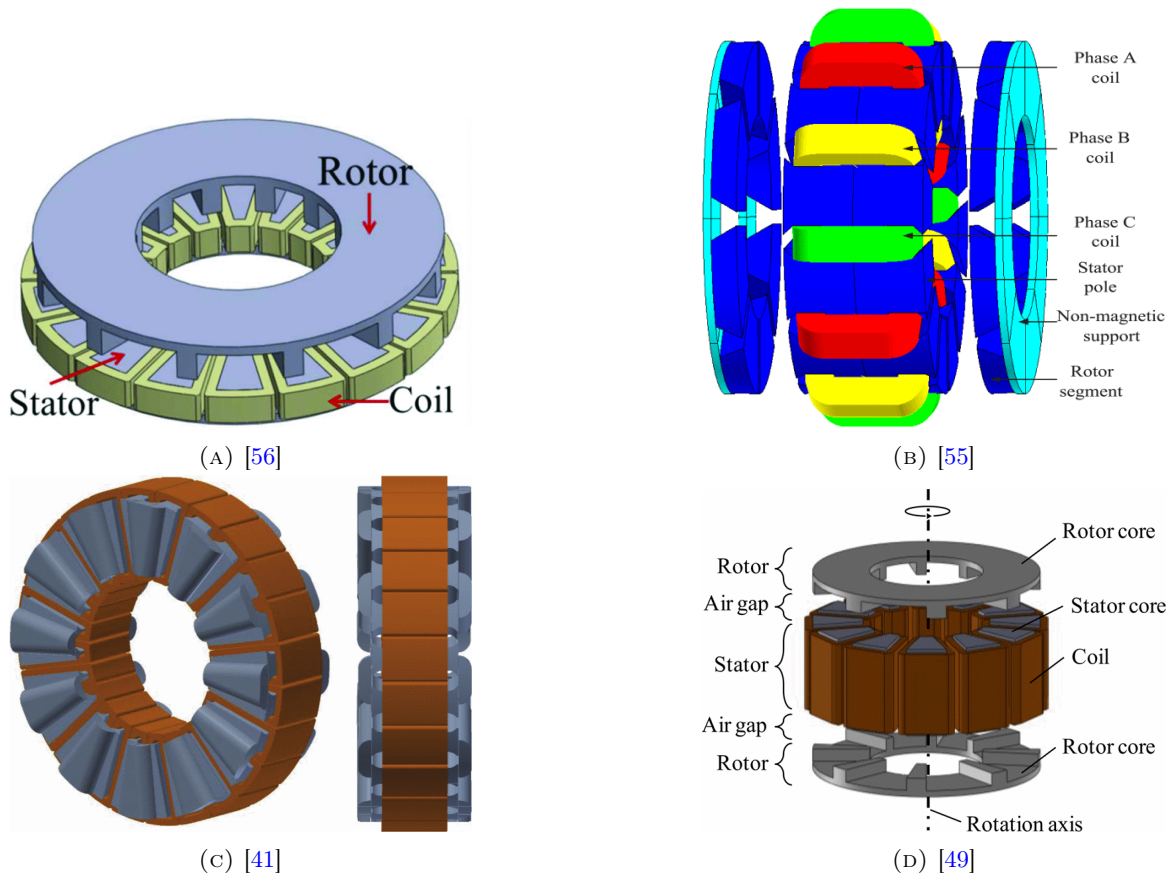 Rotor
Stator
Coil
(A) [56]
Phase A
coil
Phase B
coil
Phase C
coil
Stator
pole
Non-magnetic
support
Rotor
segment
(B) [55]
(C) [41]
Rotor
Air gap
Stator
Air gap
Rotor
Rotor core
Stator core
Coil
Rotor core
Rotation axis
(D) [49]